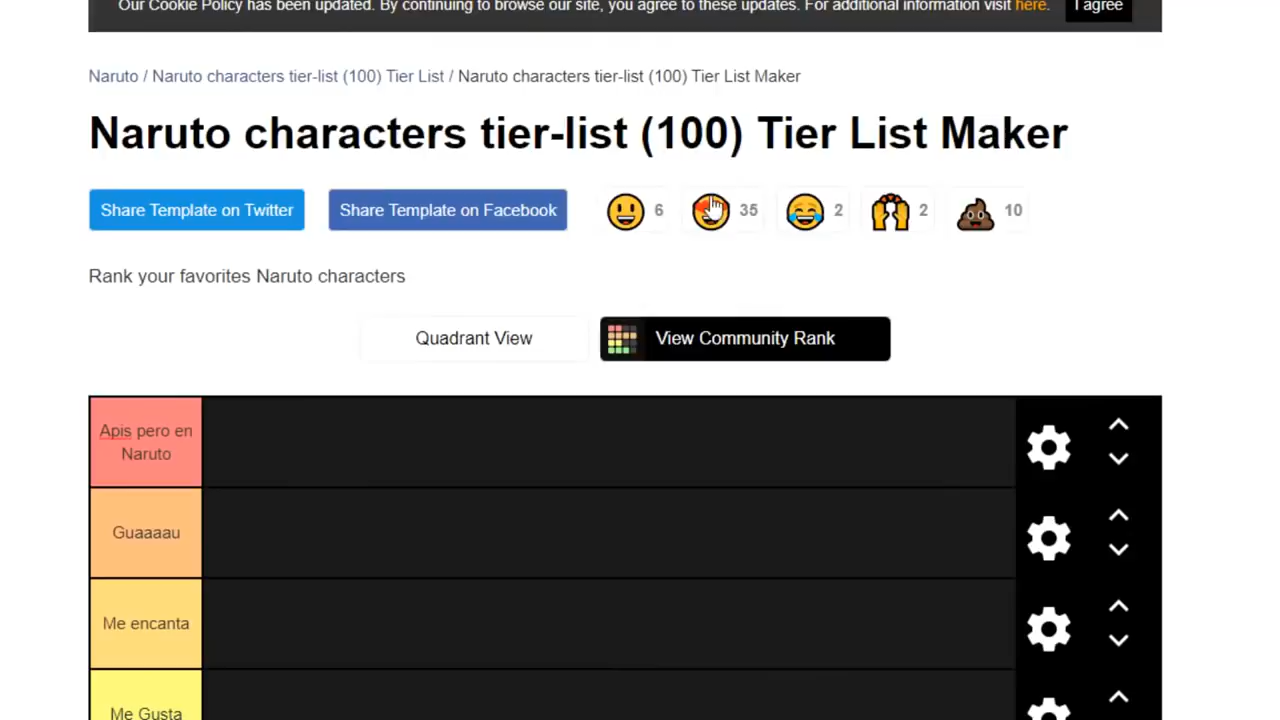 Our Cookie Policy has been updated. By continuing to browse our site, you agree to these updates. For additional information visit here.
I agree
Naruto / Naruto characters tier-list (100) Tier List / Naruto characters tier-list (100) Tier List Maker
Naruto characters tier-list (100) Tier List Maker
Share Template on Twitter
Share Template on Facebook
6
35
2
2
10
Rank your favorites Naruto characters
Quadrant View
View Community Rank
Apis pero en
Naruto
Guaaaau
Me encanta
Me Gusta